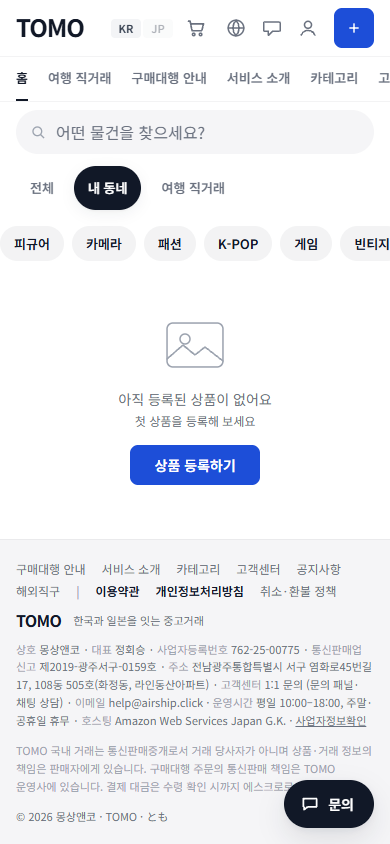 TOMO KR JP
홈 여행 직거래 구매대행 안내 서비스 소개 카테고리 고
어떤 물건을 찾으세요?
전체 내 동네 여행 직거래
피규어 카메라 패션 K-POP 게임 빈티지
아직 등록된 상품이 없어요
첫 상품을 등록해 보세요
상품 등록하기
구매대행 안내 서비스 소개 카테고리 고객센터 공지사항
해외직구 | 이용약관 개인정보처리방침 취소·환불 정책
TOMO 한국과 일본을 잇는 중고거래
상호 몽상앤코 · 대표 정회승 · 사업자등록번호 762-25-00775 · 통신판매업
신고 제2019-광주서구-0159호 · 주소 전남광주통합특별시 서구 염화로45번길
17, 108동 505호(화정동, 라인동산아파트) · 고객센터 1:1 문의 (문의 패널·
채팅 상담) · 이메일 help@airship.click · 운영시간 평일 10:00–18:00, 주말·
공휴일 휴무 · 호스팅 Amazon Web Services Japan G.K. · 사업자정보확인
TOMO 국내 거래는 통신판매중개로서 거래 당사자가 아니며 상품·거래 정보의
책임은 판매자에게 있습니다. 구매대행 주문의 통신판매 책임은 TOMO
운영사에 있습니다. 결제 대금은 수령 확인 시까지 에스크로로
문의
© 2026 몽상앤코 · TOMO · とも